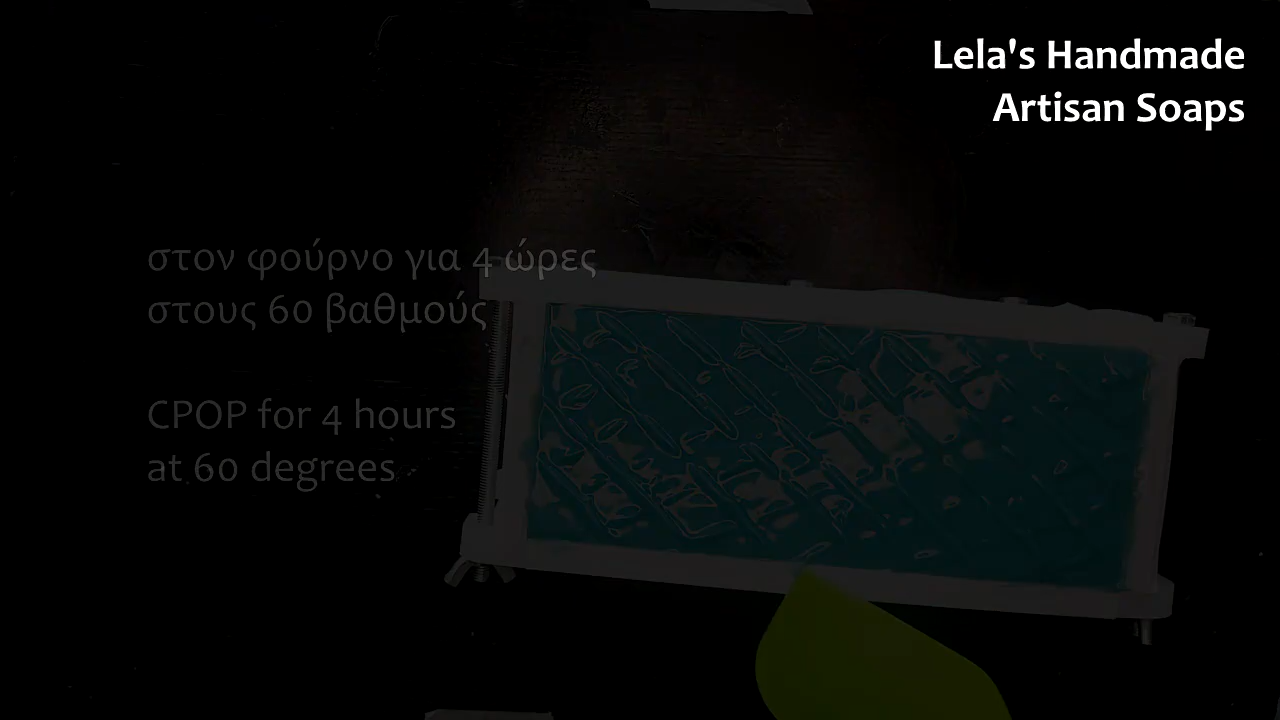 Lela's Handmade
Artisan Soaps
στον φούρνο για 4 ώρες
στους 60 βαθμούς
CPOP for 4 hours
at 60 degrees